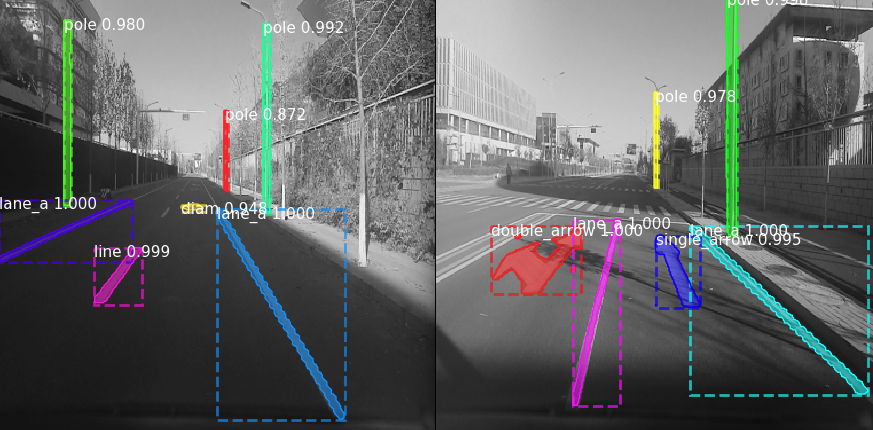 pole 0.980
pole 0.992
pole 0.872
lane_a 1.000
diam 0.948
lane_a 1.000
line 0.999
pole 0.978
double_arrow 1.000
lane_a 1.000
lane_a 1.000
single_arrow 0.995